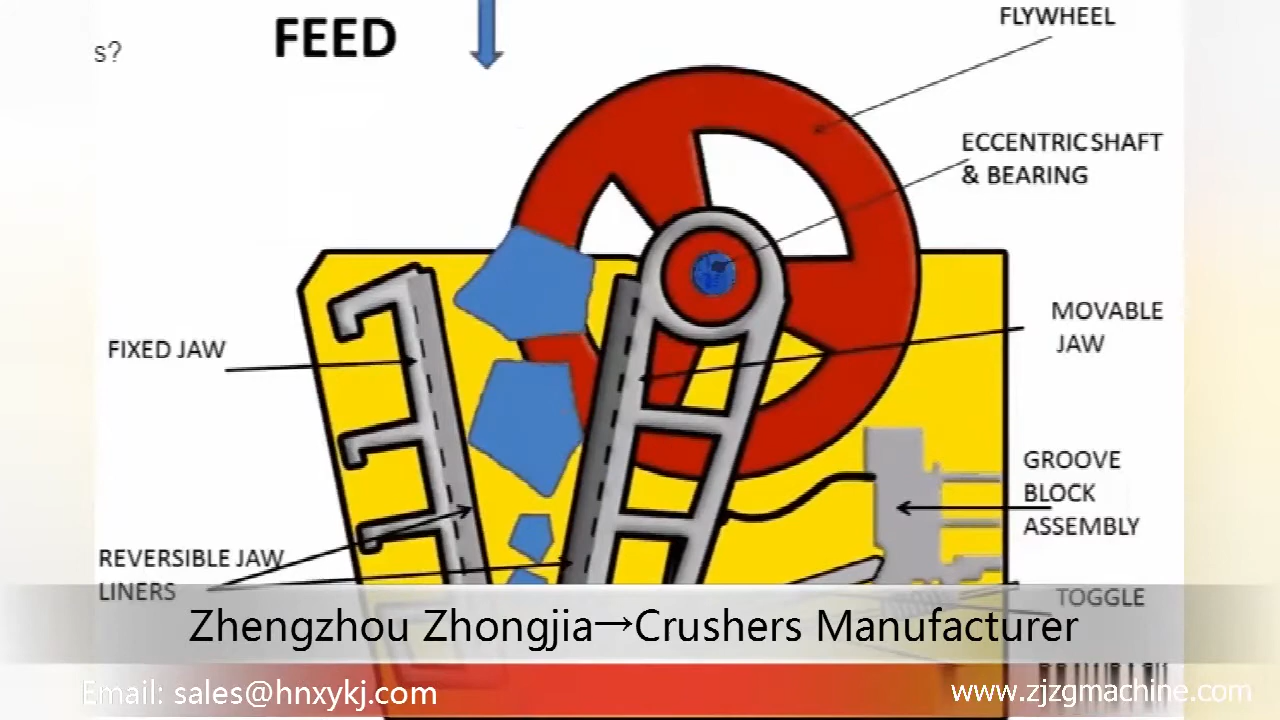 FLYWHEEL
FEED
s?
ECCENTRIC SHAFT
& BEARING
MOVABLE
JAW
FIXED JAW
GROOVE
BLOCK
ASSEMBLY
REVERSIBLE JAW
LINERS
TOGGLE
Zhengzhou Zhongjia→Crushers Manufacturer
Email: sales@hnxykj.com
www.zjzgmachine.com